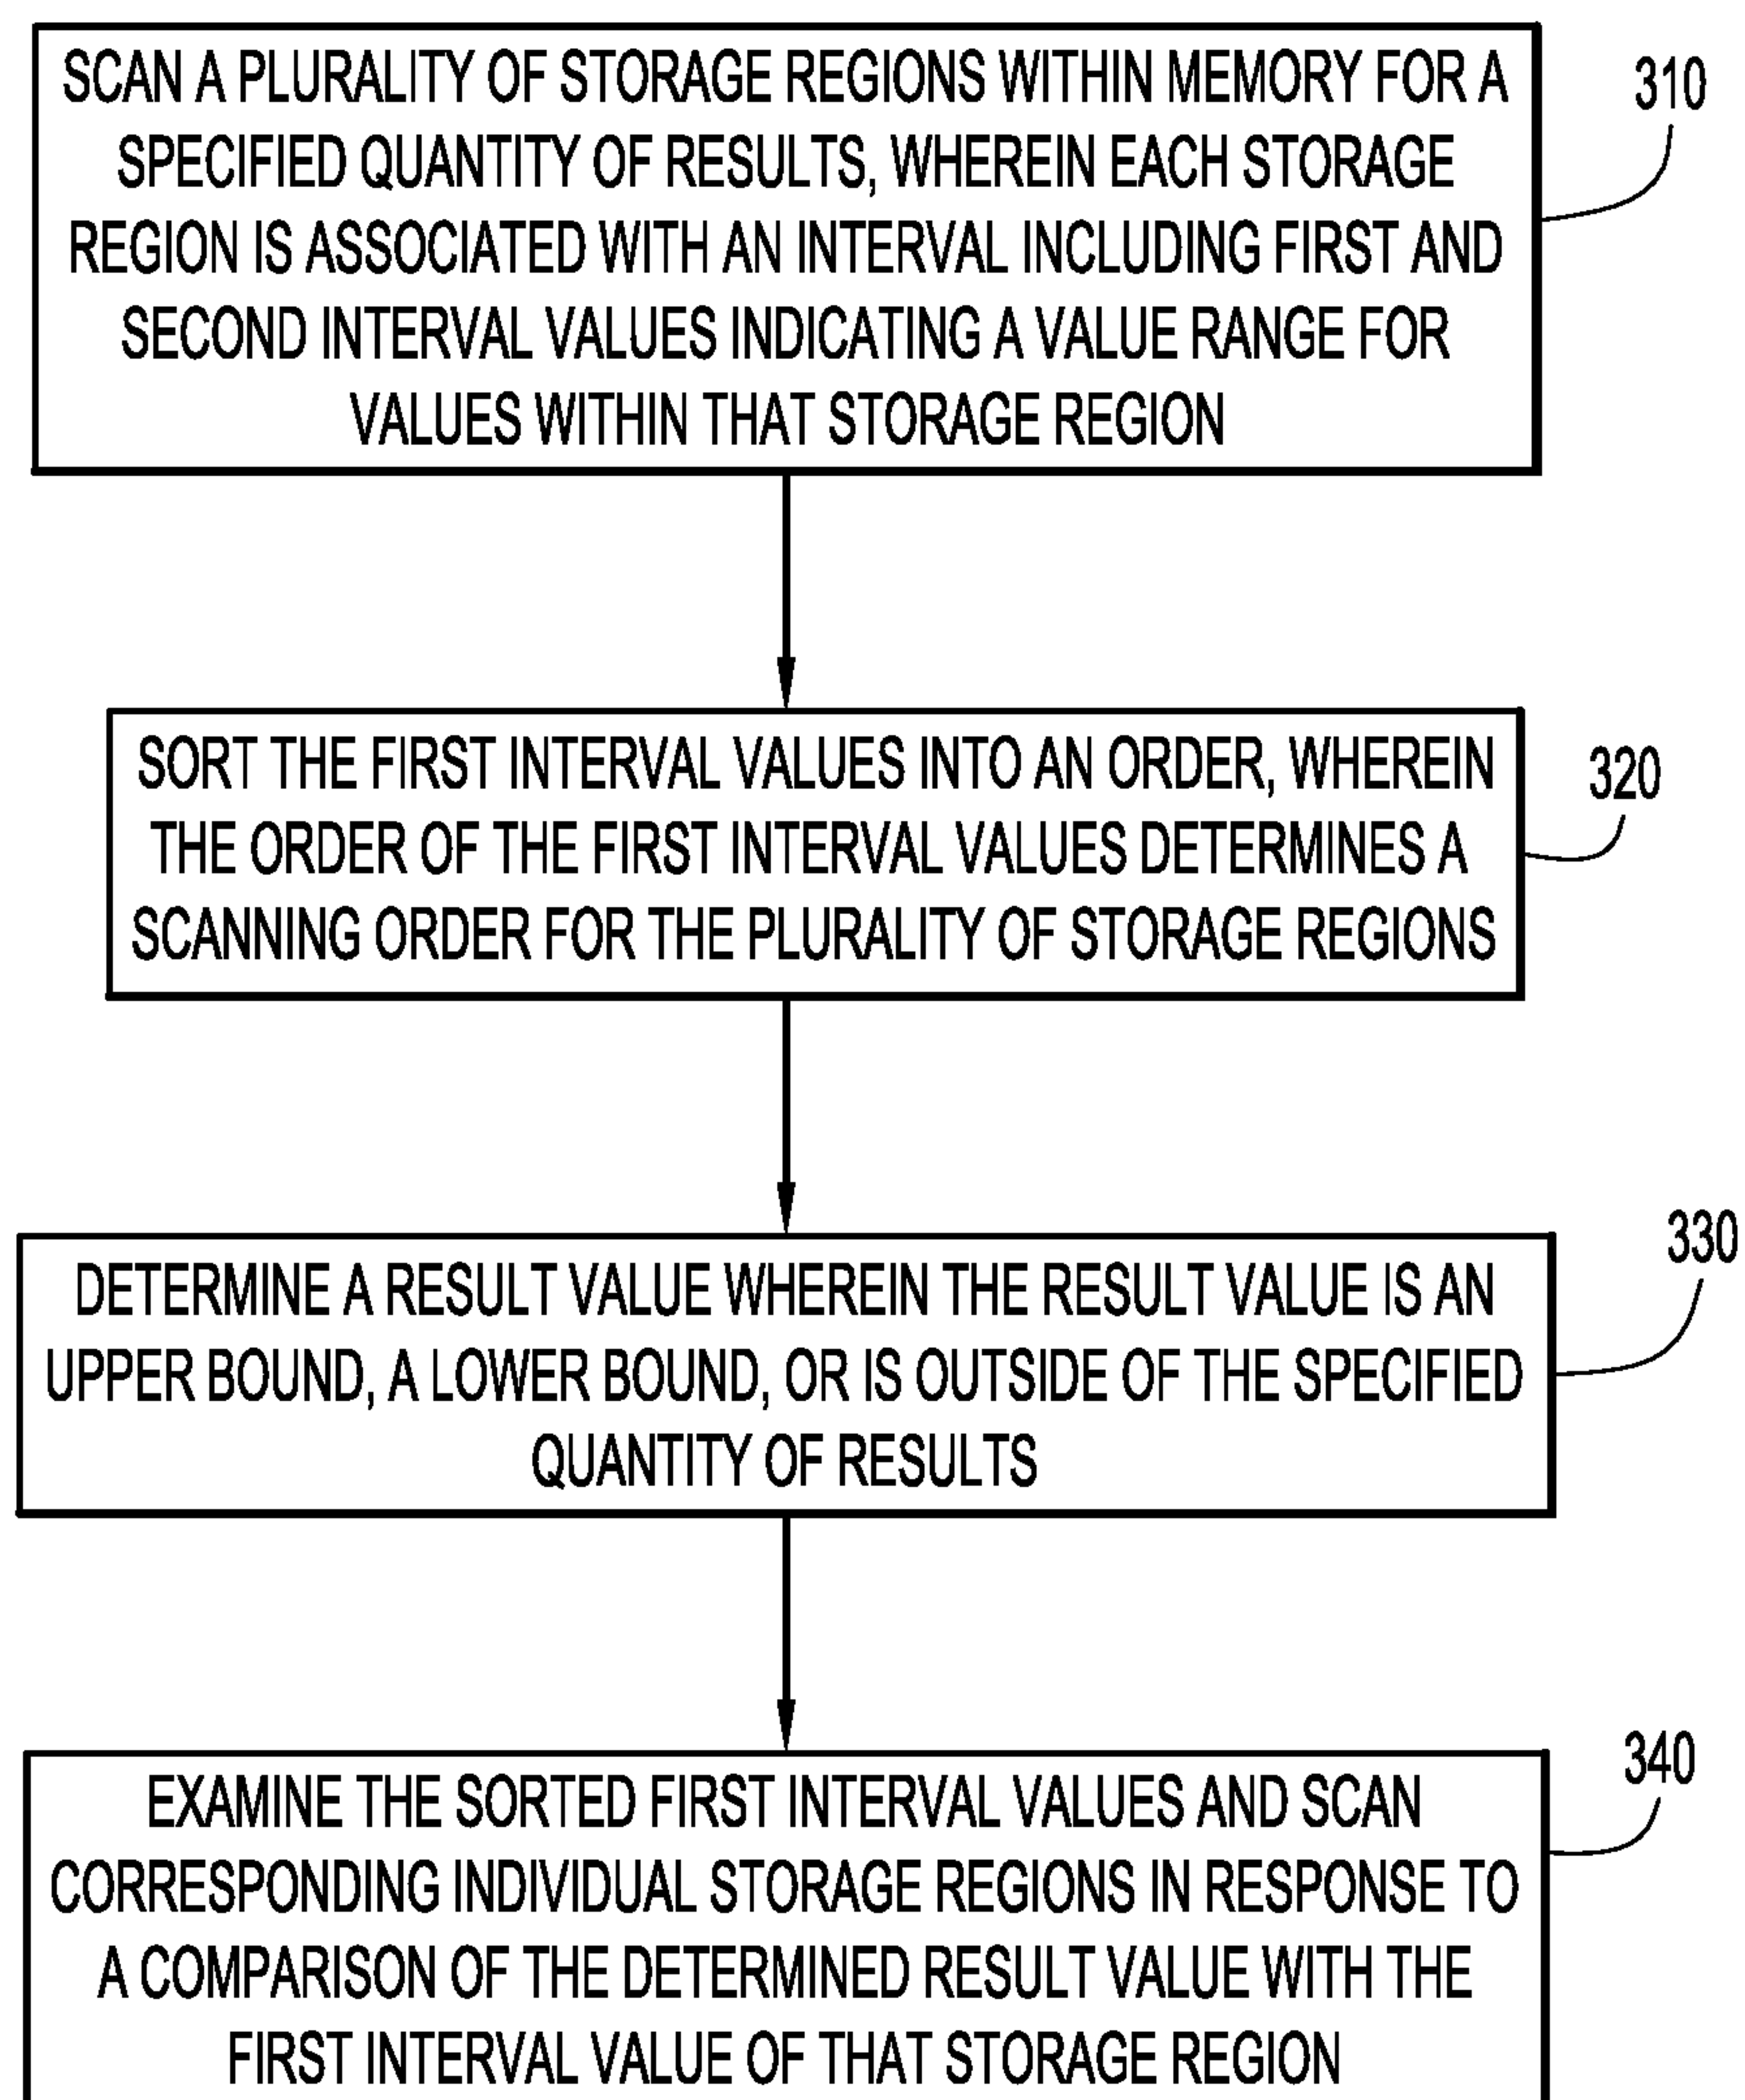 SCAN A PLURALITY OF STORAGE REGIONS WITHIN MEMORY FOR A
SPECIFIED QUANTITY OF RESULTS, WHEREIN EACH STORAGE
REGION IS ASSOCIATED WITH AN INTERVAL INCLUDING FIRST AND
SECOND INTERVAL VALUES INDICATING A VALUE RANGE FOR
VALUES WITHIN THAT STORAGE REGION
310
SORT THE FIRST INTERVAL VALUES INTO AN ORDER, WHEREIN
THE ORDER OF THE FIRST INTERVAL VALUES DETERMINES A
SCANNING ORDER FOR THE PLURALITY OF STORAGE REGIONS
320
DETERMINE A RESULT VALUE WHEREIN THE RESULT VALUE IS AN
UPPER BOUND, A LOWER BOUND, OR IS OUTSIDE OF THE SPECIFIED
QUANTITY OF RESULTS
330
EXAMINE THE SORTED FIRST INTERVAL VALUES AND SCAN
CORRESPONDING INDIVIDUAL STORAGE REGIONS IN RESPONSE TO
A COMPARISON OF THE DETERMINED RESULT VALUE WITH THE
FIRST INTERVAL VALUE OF THAT STORAGE REGION
340